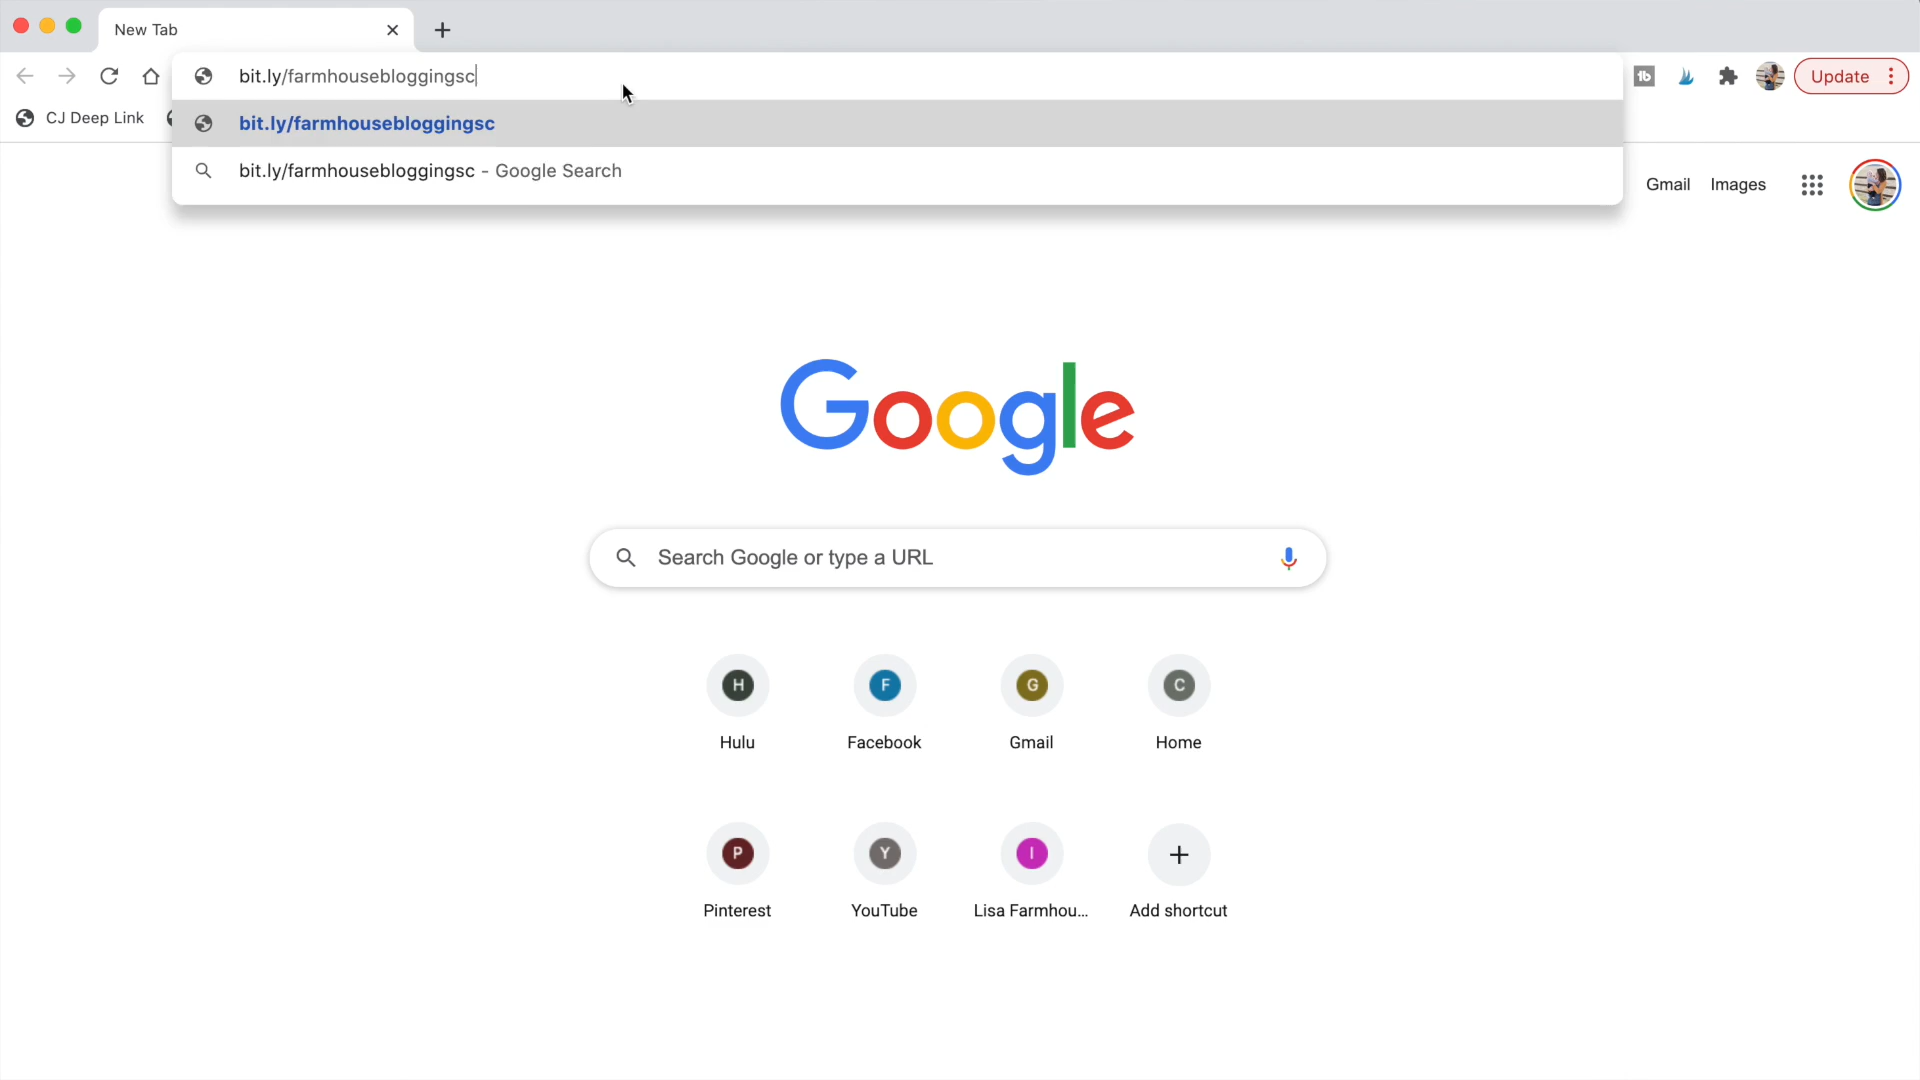 New Tab
bit.ly/farmhousebloggingsc
tb
Update
CJ Deep Link
bit.ly/farmhousebloggingsc
bit.ly/farmhousebloggingsc - Google Search
Gmail
Images
Google
Search Google or type a URL
H
F
G
C
Hulu
Facebook
Gmail
Home
P
Y
I
Pinterest
YouTube
Lisa Farmhou...
Add shortcut